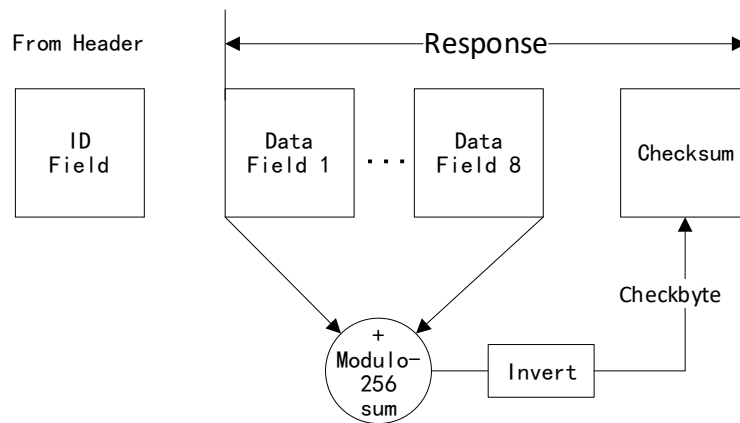 From Header
Response
ID
Field
Data
Field 1
...
Data
Field 8
Checksum
Checkbyte
+
Modulo-
256
sum
Invert